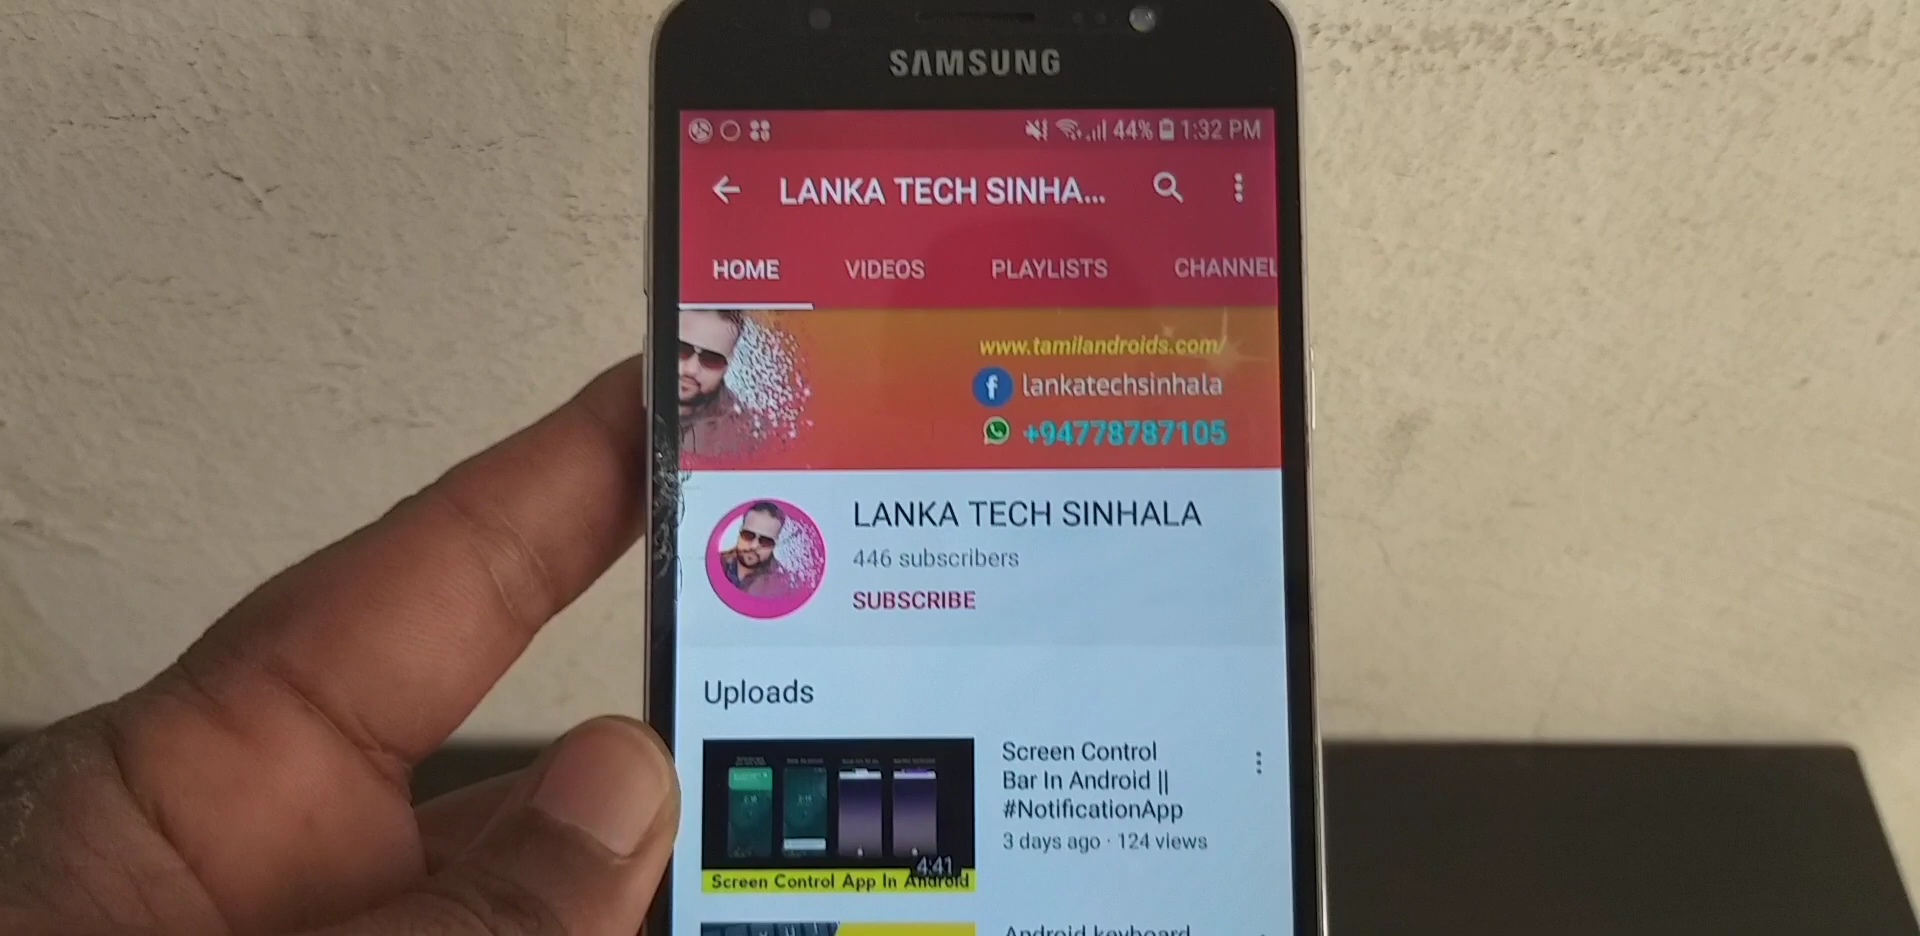 SAMSUNG
44% 1:32 PM
LANKA TECH SINHA...
HOME VIDEOS PLAYLISTS CHANNEL
www.tamilandroids.com/
lankatechsinhala
+94778787105
LANKA TECH SINHALA
446 subscribers
SUBSCRIBE
Uploads
Screen Control
Bar In Android ||
#NotificationApp
3 days ago · 124 views
4:41
Screen Control App In Android
Android keyboard